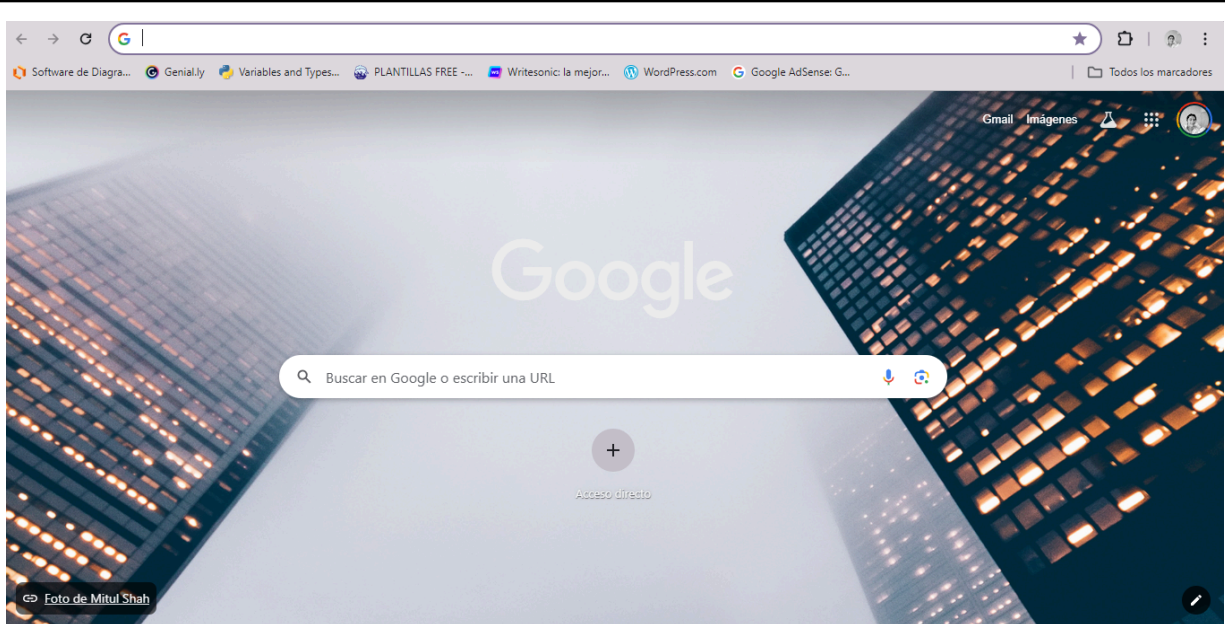 Software de Diagra... Genial.ly Variables and Types... PLANTILLAS FREE -... Writesonic: la mejor... WordPress.com Google AdSense: G... Todos los marcadores
Gmail Imágenes
Google
Buscar en Google o escribir una URL
Acceso directo
Foto de Mitul Shah